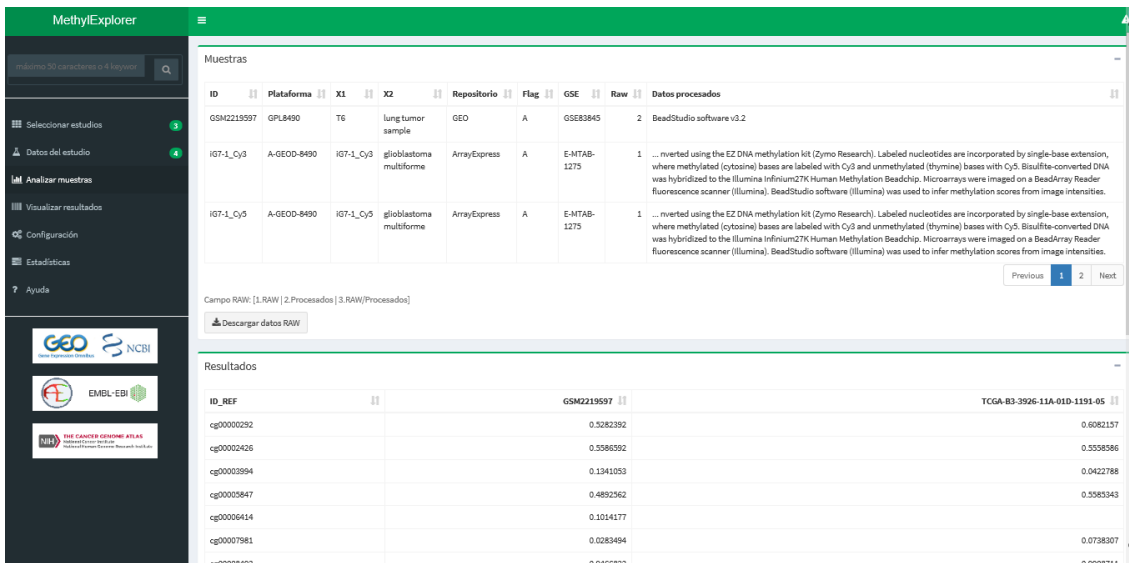 MethylExplorer
máximo 50 caracteres o 4 keywor
Seleccionar estudios 3
Datos del estudio 4
Analizar muestras
Visualizar resultados
Configuración
Estadísticas
? Ayuda
GEO NCBI
Gene Expression Omnibus
EMBL-EBI
NIH THE CANCER GENOME ATLAS
National Cancer Institute
National Human Genome Research Institute
Muestras
ID Plataforma X1 X2 Repositorio Flag GSE Raw Datos procesados
GSM2219597 GPL8490 T6 lung tumor sample GEO A GSE83845 2 BeadStudio software v3.2
iG7-1_Cy3 A-GEOD-8490 iG7-1_Cy3 glioblastoma multiforme ArrayExpress A E-MTAB-1275 1 ... nverted using the EZ DNA methylation kit (Zymo Research). Labeled nucleotides are incorporated by single-base extension,
where methylated (cytosine) bases are labeled with Cy3 and unmethylated (thymine) bases with Cy5. Bisulfite-converted DNA
was hybridized to the Illumina Infinium27K Human Methylation Beadchip. Microarrays were imaged on a BeadArray Reader
fluorescence scanner (Illumina). BeadStudio software (Illumina) was used to infer methylation scores from image intensities.
iG7-1_Cy5 A-GEOD-8490 iG7-1_Cy5 glioblastoma multiforme ArrayExpress A E-MTAB-1275 1 ... nverted using the EZ DNA methylation kit (Zymo Research). Labeled nucleotides are incorporated by single-base extension,
where methylated (cytosine) bases are labeled with Cy3 and unmethylated (thymine) bases with Cy5. Bisulfite-converted DNA
was hybridized to the Illumina Infinium27K Human Methylation Beadchip. Microarrays were imaged on a BeadArray Reader
fluorescence scanner (Illumina). BeadStudio software (Illumina) was used to infer methylation scores from image intensities.
Previous 1 2 Next
Campo RAW: [1.RAW | 2.Procesados | 3.RAW/Procesados]
Descargar datos RAW
Resultados
ID_REF GSM2219597 TCGA-B3-3926-11A-01D-1191-05
cg00000292 0.5282392 0.6082157
cg00002426 0.5586592 0.5558586
cg00003994 0.1341053 0.0422788
cg00005847 0.4892562 0.5585343
cg00006414 0.1014177
cg00007981 0.0283494 0.0738307